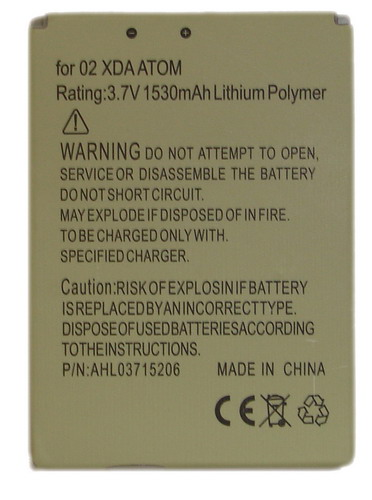 for 02 XDA ATOM
Rating:3.7V 1530mAh Lithium Polymer
WARNING DO NOT ATTEMPT TO OPEN,
SERVICE OR DISASSEMBLE THE BATTERY
DO NOT SHORT CIRCUIT.
MAY EXPLODE IF DISPOSED OF IN FIRE.
TO BE CHARGED ONLY WITH.
SPECIFIED CHARGER.
Caution:RISK OF EXPLOSIN IF BATTERY
IS REPLACED BY AN INCORRECT TYPE.
DISPOSE OF USED BATTERIES ACCORDING
TO THE INSTRUCTIONS.
P/N:AHL03715206 MADE IN CHINA
CE